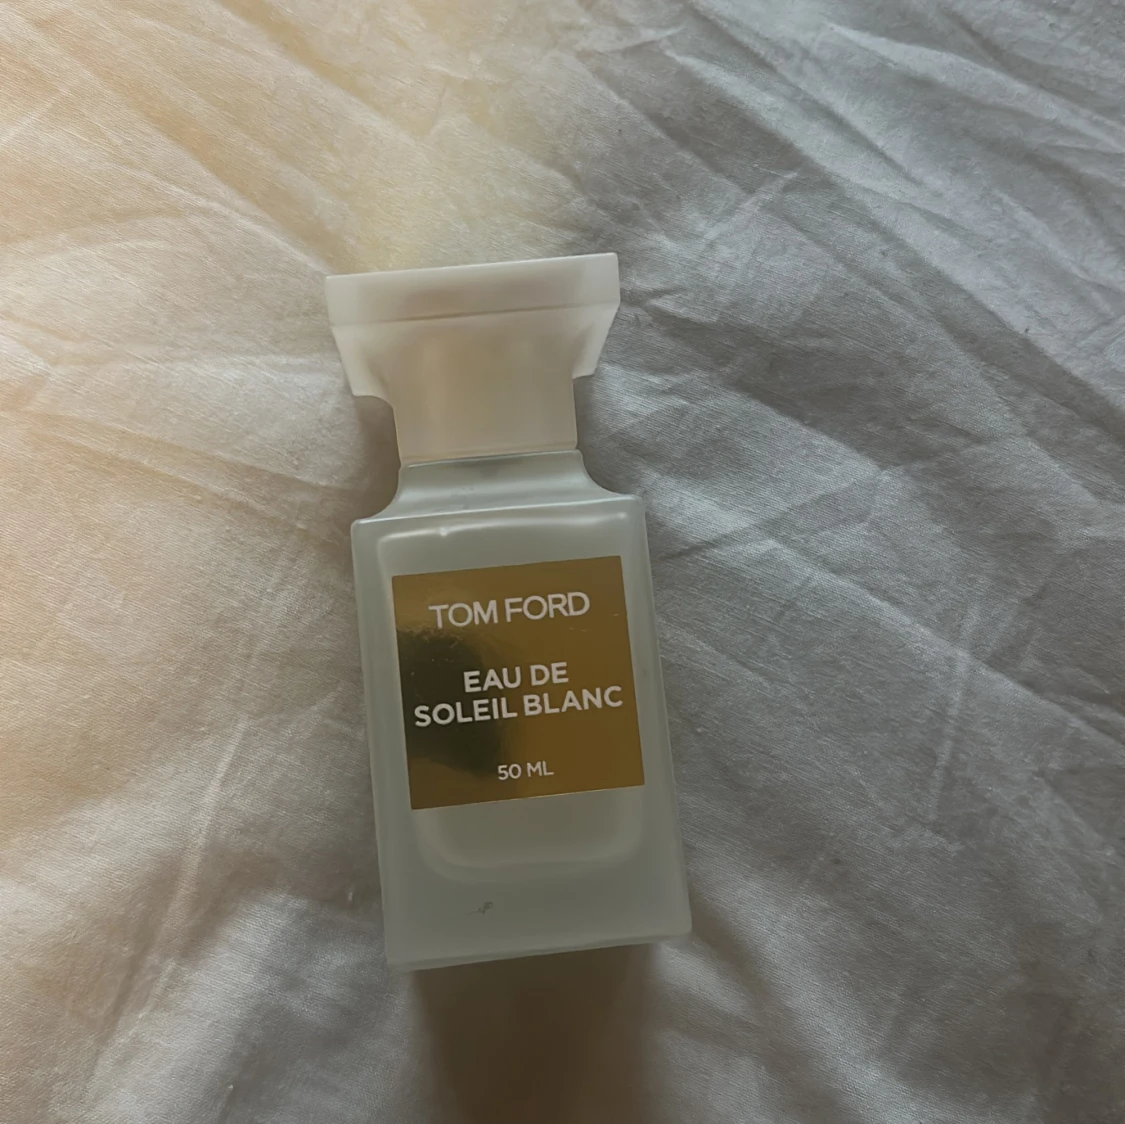 TOM FORD
EAU DE
SOLEIL BLANC
50 ML